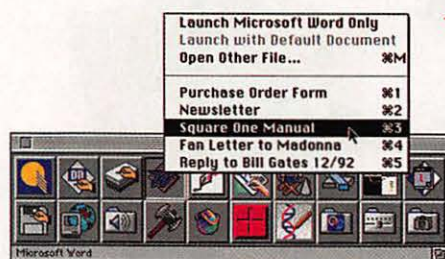 Launch Microsoft Word Only
Launch with Default Document
Open Other File... ⌘M
Purchase Order Form ⌘1
Newsletter ⌘2
Square One Manual ⌘3
Fan Letter to Madonna ⌘4
Reply to Bill Gates 12/92 ⌘5
Microsoft Word